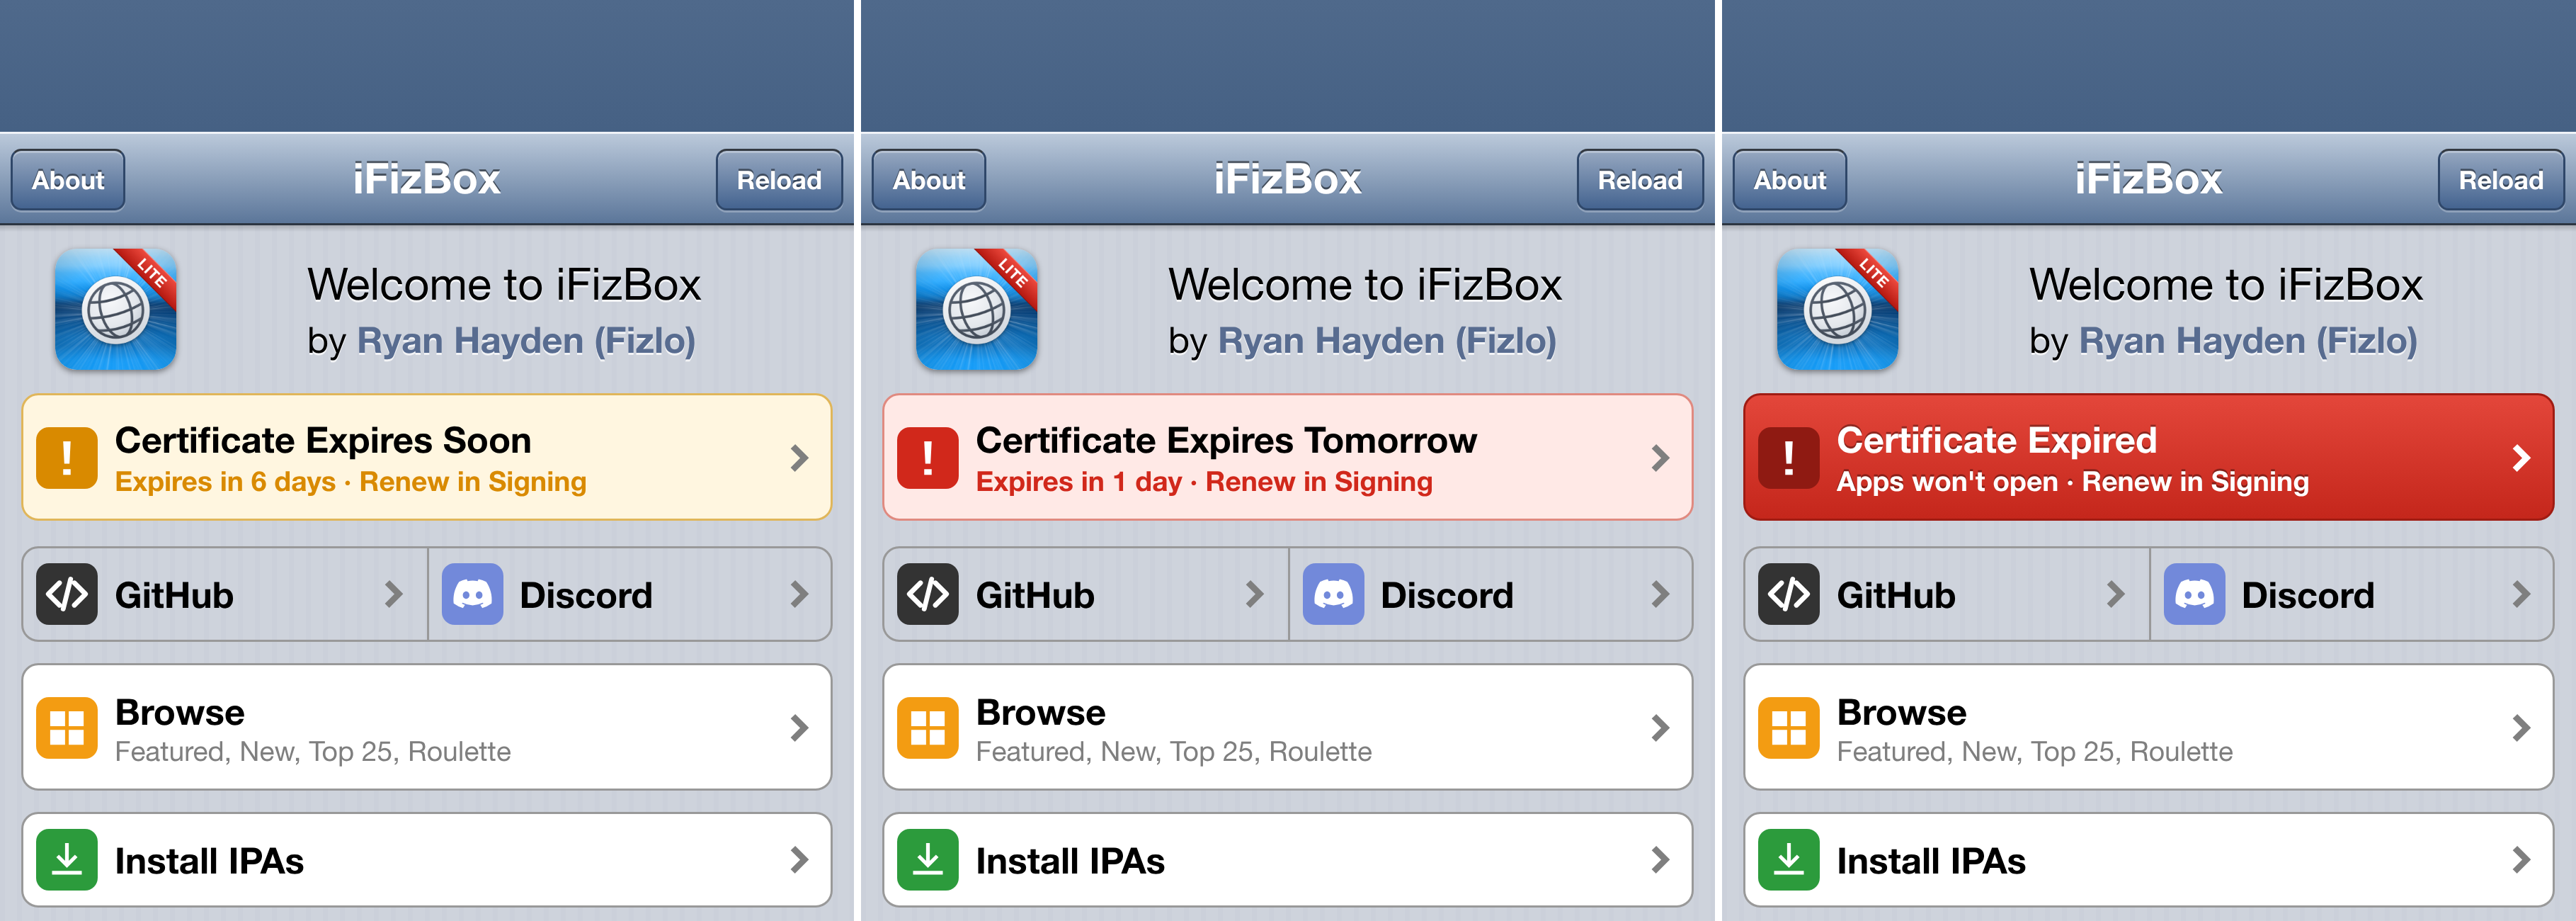 About
iFizBox
Reload
LITE
Welcome to iFizBox
by Ryan Hayden (Fizlo)
!
Certificate Expires Soon
Expires in 6 days · Renew in Signing
</>
GitHub
Discord
Browse
Featured, New, Top 25, Roulette
Install IPAs
About
iFizBox
Reload
LITE
Welcome to iFizBox
by Ryan Hayden (Fizlo)
!
Certificate Expires Tomorrow
Expires in 1 day · Renew in Signing
</>
GitHub
Discord
Browse
Featured, New, Top 25, Roulette
Install IPAs
About
iFizBox
Reload
LITE
Welcome to iFizBox
by Ryan Hayden (Fizlo)
!
Certificate Expired
Apps won't open · Renew in Signing
</>
GitHub
Discord
Browse
Featured, New, Top 25, Roulette
Install IPAs